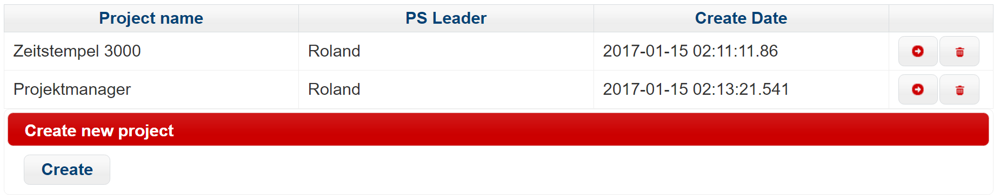 Project name PS Leader Create Date
Zeitstempel 3000 Roland 2017-01-15 02:11:11.86
Projektmanager Roland 2017-01-15 02:13:21.541
Create new project
Create